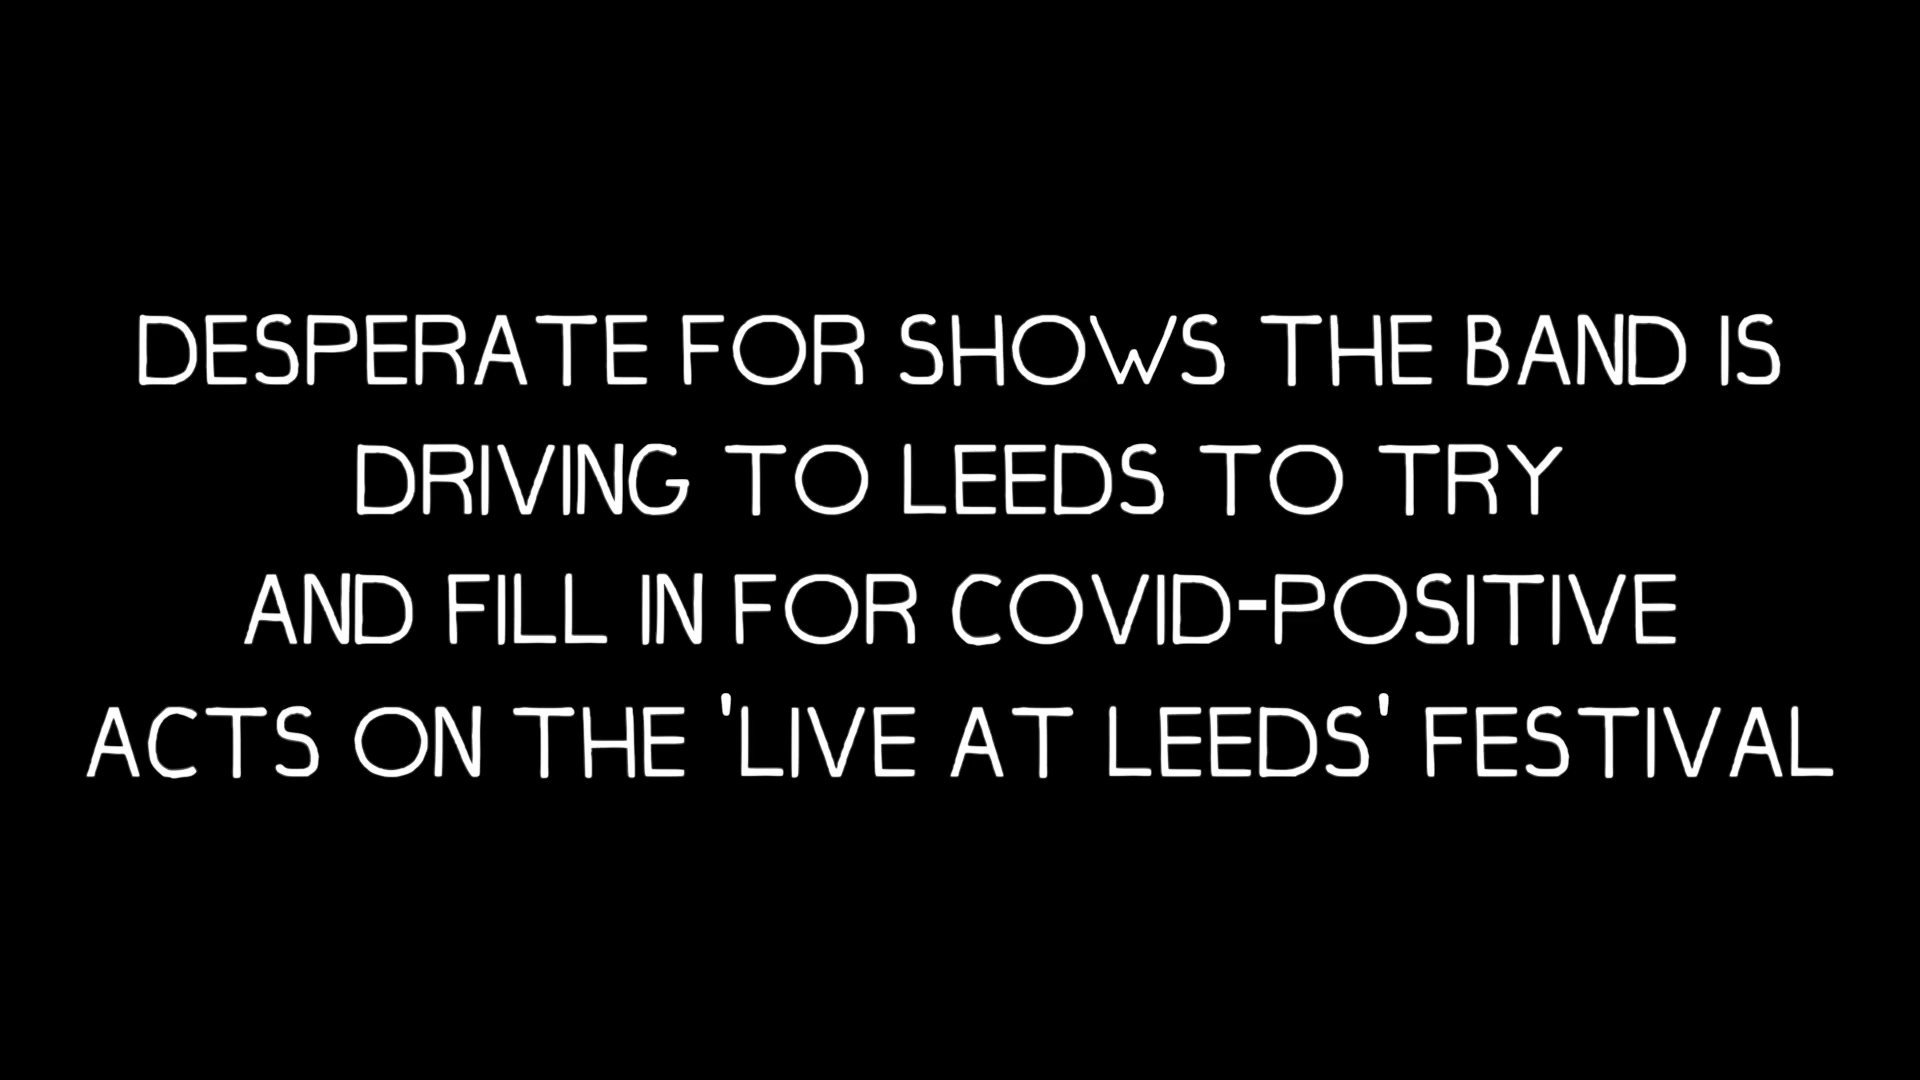 DESPERATE FOR SHOWS THE BAND IS
DRIVING TO LEEDS TO TRY
AND FILL IN FOR COVID-POSITIVE
ACTS ON THE 'LIVE AT LEEDS' FESTIVAL